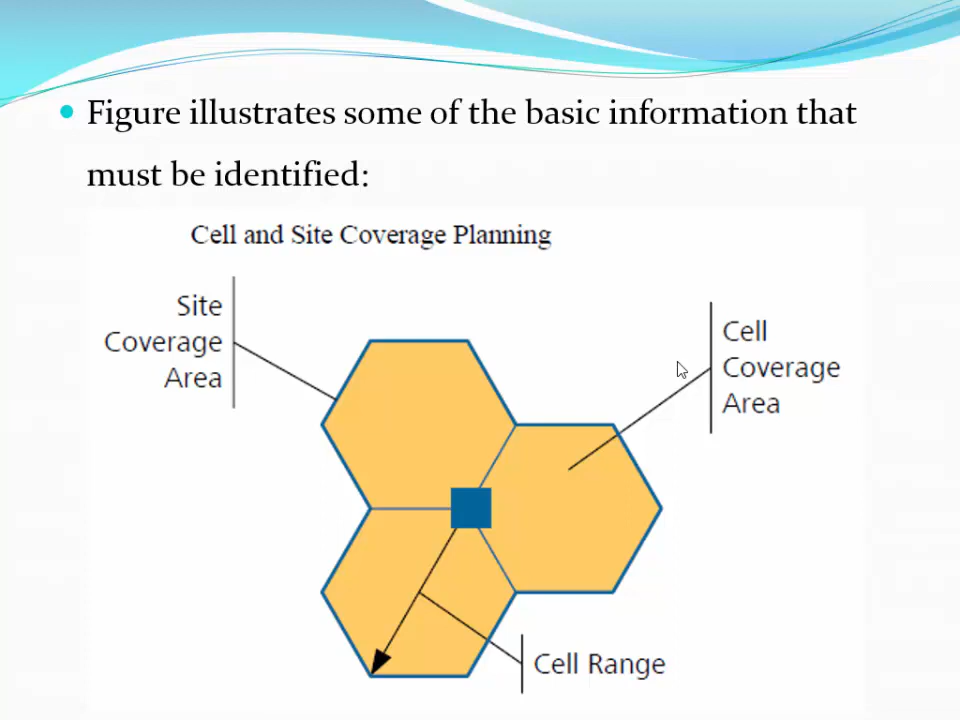 Figure illustrates some of the basic information that
must be identified:
Cell and Site Coverage Planning
Site
Coverage
Area
Cell
Coverage
Area
Cell Range